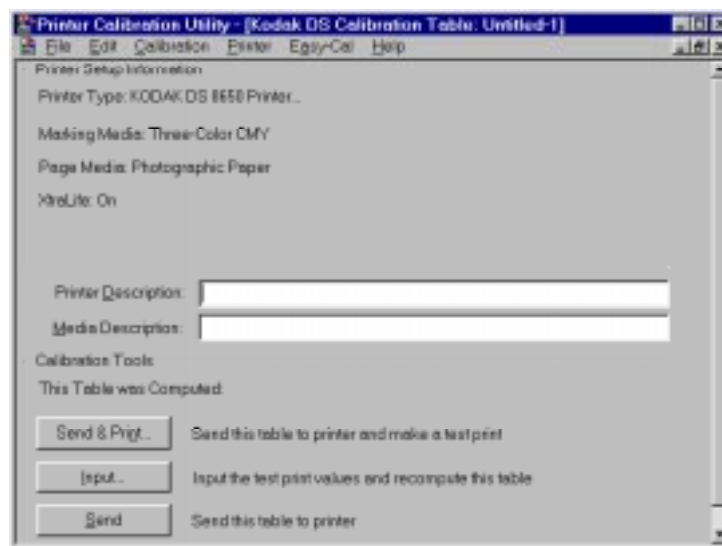 Printer Calibration Utility - [Kodak DS Calibration Table: Untitled-1]
File Edit Calibration Printer Easy-Cal Help
Printer Setup Information
Printer Type: KODAK DS 8650 Printer...
Marking Media: Three-Color CMY
Page Media: Photographic Paper
XtraLife: On
Printer Description:
Media Description:
Calibration Tools
This Table was Computed:
Send & Print... Send this table to printer and make a test print
Input... Input the test print values and recompute this table
Send Send this table to printer